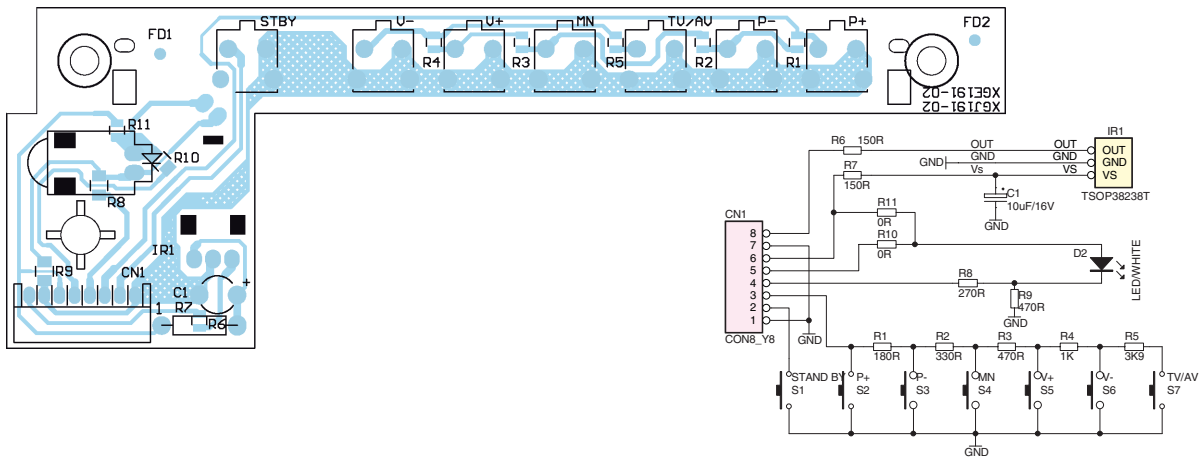 FD1
STBY
V-
V+
MN
TV/AV
P-
P+
FD2
R4
R3
R5
R2
R1
XGE191-02
XGJ191-02
R11
R10
R8
IR1
IR9
CN1
C1
+
1
R7
R6
R6 150R
OUT
OUT
IR1
OUT
GND
GND
GND
GND
R7
150R
Vs
VS
VS
TSOP38238T
C1
10uF/16V
GND
CN1
8
7
6
5
4
3
2
1
CON8_Y8
R11
0R
R10
0R
D2
LED/WHITE
R8
270R
R9
470R
GND
GND
R1
180R
R2
330R
R3
470R
R4
1K
R5
3K9
STAND BY
S1
P+
S2
P-
S3
MN
S4
V+
S5
V-
S6
TV/AV
S7
GND